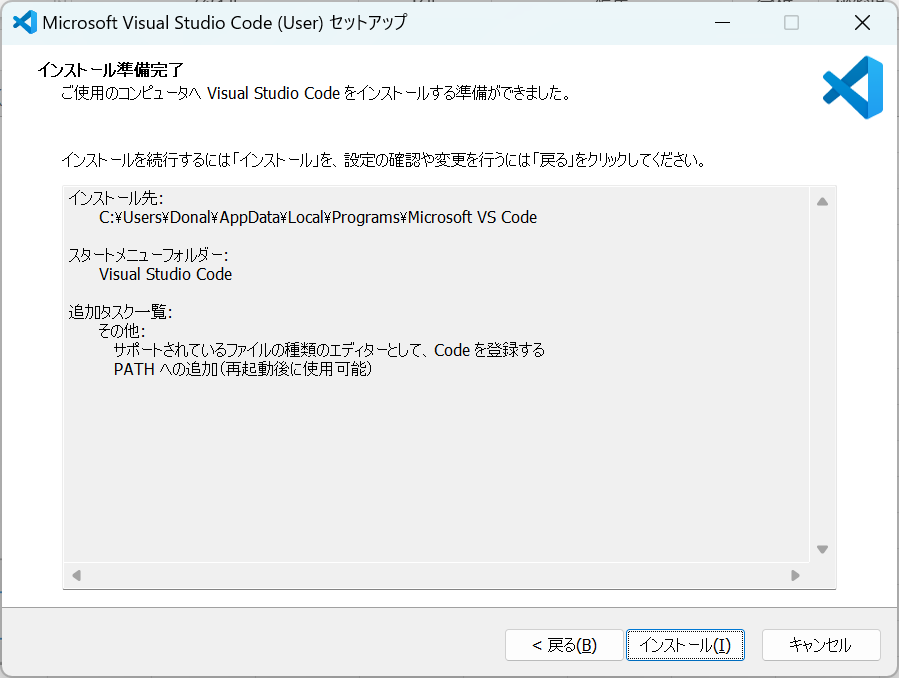 Microsoft Visual Studio Code (User) セットアップ
インストール準備完了
ご使用のコンピュータへ Visual Studio Code をインストールする準備ができました。
インストールを続行するには「インストール」を、設定の確認や変更を行うには「戻る」をクリックしてください。
インストール先:
C:¥Users¥Donal¥AppData¥Local¥Programs¥Microsoft VS Code
スタートメニューフォルダー:
Visual Studio Code
追加タスク一覧:
その他:
サポートされているファイルの種類のエディターとして、Code を登録する
PATH への追加（再起動後に使用可能）
< 戻る(B)
インストール(I)
キャンセル